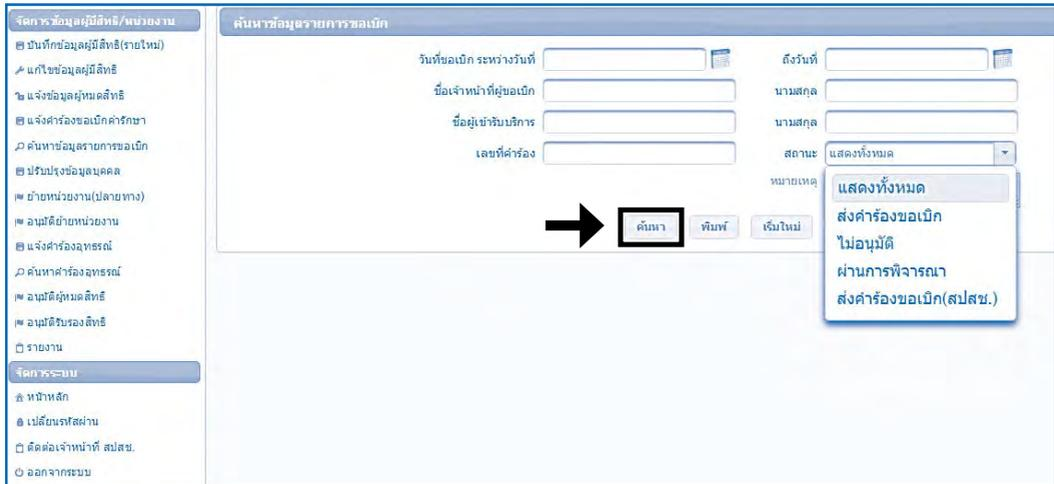 จัดการข้อมูลผู้มีสิทธิ/หน่วยงาน
บันทึกข้อมูลผู้มีสิทธิ(รายใหม่)
แก้ไขข้อมูลผู้มีสิทธิ
แจ้งข้อมูลผู้หมดสิทธิ
แจ้งคำร้องขอเบิกค่ารักษา
ค้นหาข้อมูลรายการขอเบิก
ปรับปรุงข้อมูลบุคคล
ย้ายหน่วยงาน(ปลายทาง)
อนุมัติย้ายหน่วยงาน
แจ้งคำร้องอุทธรณ์
ค้นหาคำร้องอุทธรณ์
อนุมัติผู้หมดสิทธิ
อนุมัติรับรองสิทธิ
รายงาน
จัดการระบบ
หน้าหลัก
เปลี่ยนรหัสผ่าน
ติดต่อเจ้าหน้าที่ สปสช.
ออกจากระบบ
ค้นหาข้อมูลรายการขอเบิก
วันที่ขอเบิก ระหว่างวันที่ ถึงวันที่
ชื่อเจ้าหน้าที่ผู้ขอเบิก นามสกุล
ชื่อผู้เข้ารับบริการ นามสกุล
เลขที่คำร้อง สถานะ แสดงทั้งหมด
หมายเหตุ
แสดงทั้งหมด
ส่งคำร้องขอเบิก
ไม่อนุมัติ
ผ่านการพิจารณา
ส่งคำร้องขอเบิก(สปสช.)
ค้นหา พิมพ์ เริ่มใหม่